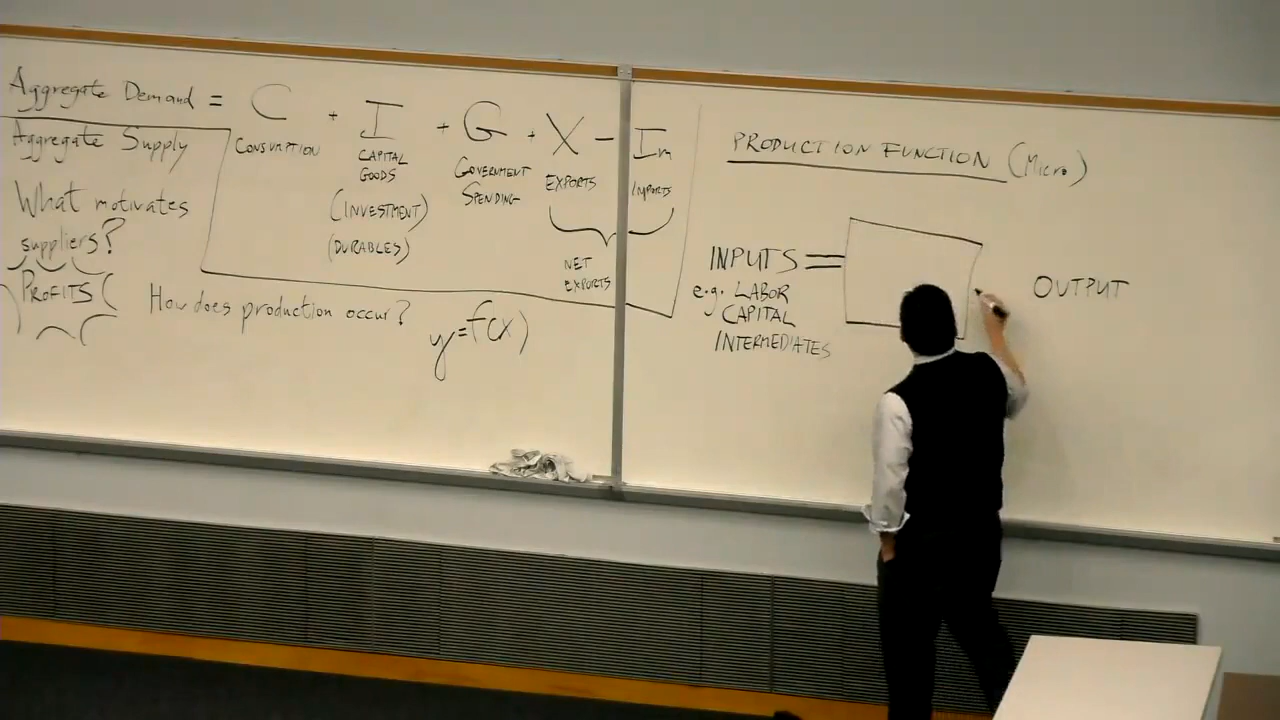 Aggregate Demand = C + I + G + X - Im
CONSUMPTION
CAPITAL
GOODS
(INVESTMENT)
(DURABLES)
GOVERNMENT
SPENDING
EXPORTS
IMPORTS
NET
EXPORTS
Aggregate Supply
What motivates
suppliers?
PROFITS
How does production occur?
y=f(x)
PRODUCTION FUNCTION (Micro)
INPUTS =
e.g. LABOR
CAPITAL
INTERMEDIATES
OUTPUT